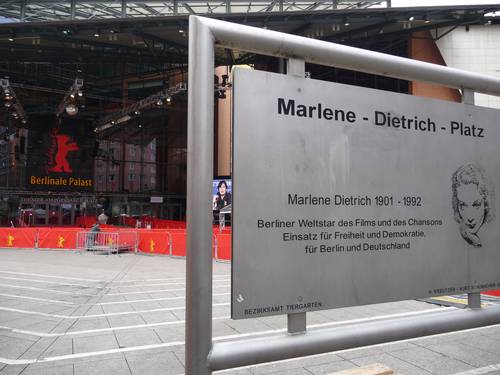 Berlinale Palast
Marlene - Dietrich - Platz
Marlene Dietrich 1901 - 1992
Berliner Weltstar des Films und des Chansons
Einsatz für Freiheit und Demokratie,
für Berlin und Deutschland
BEZIRKSAMT TIERGARTEN